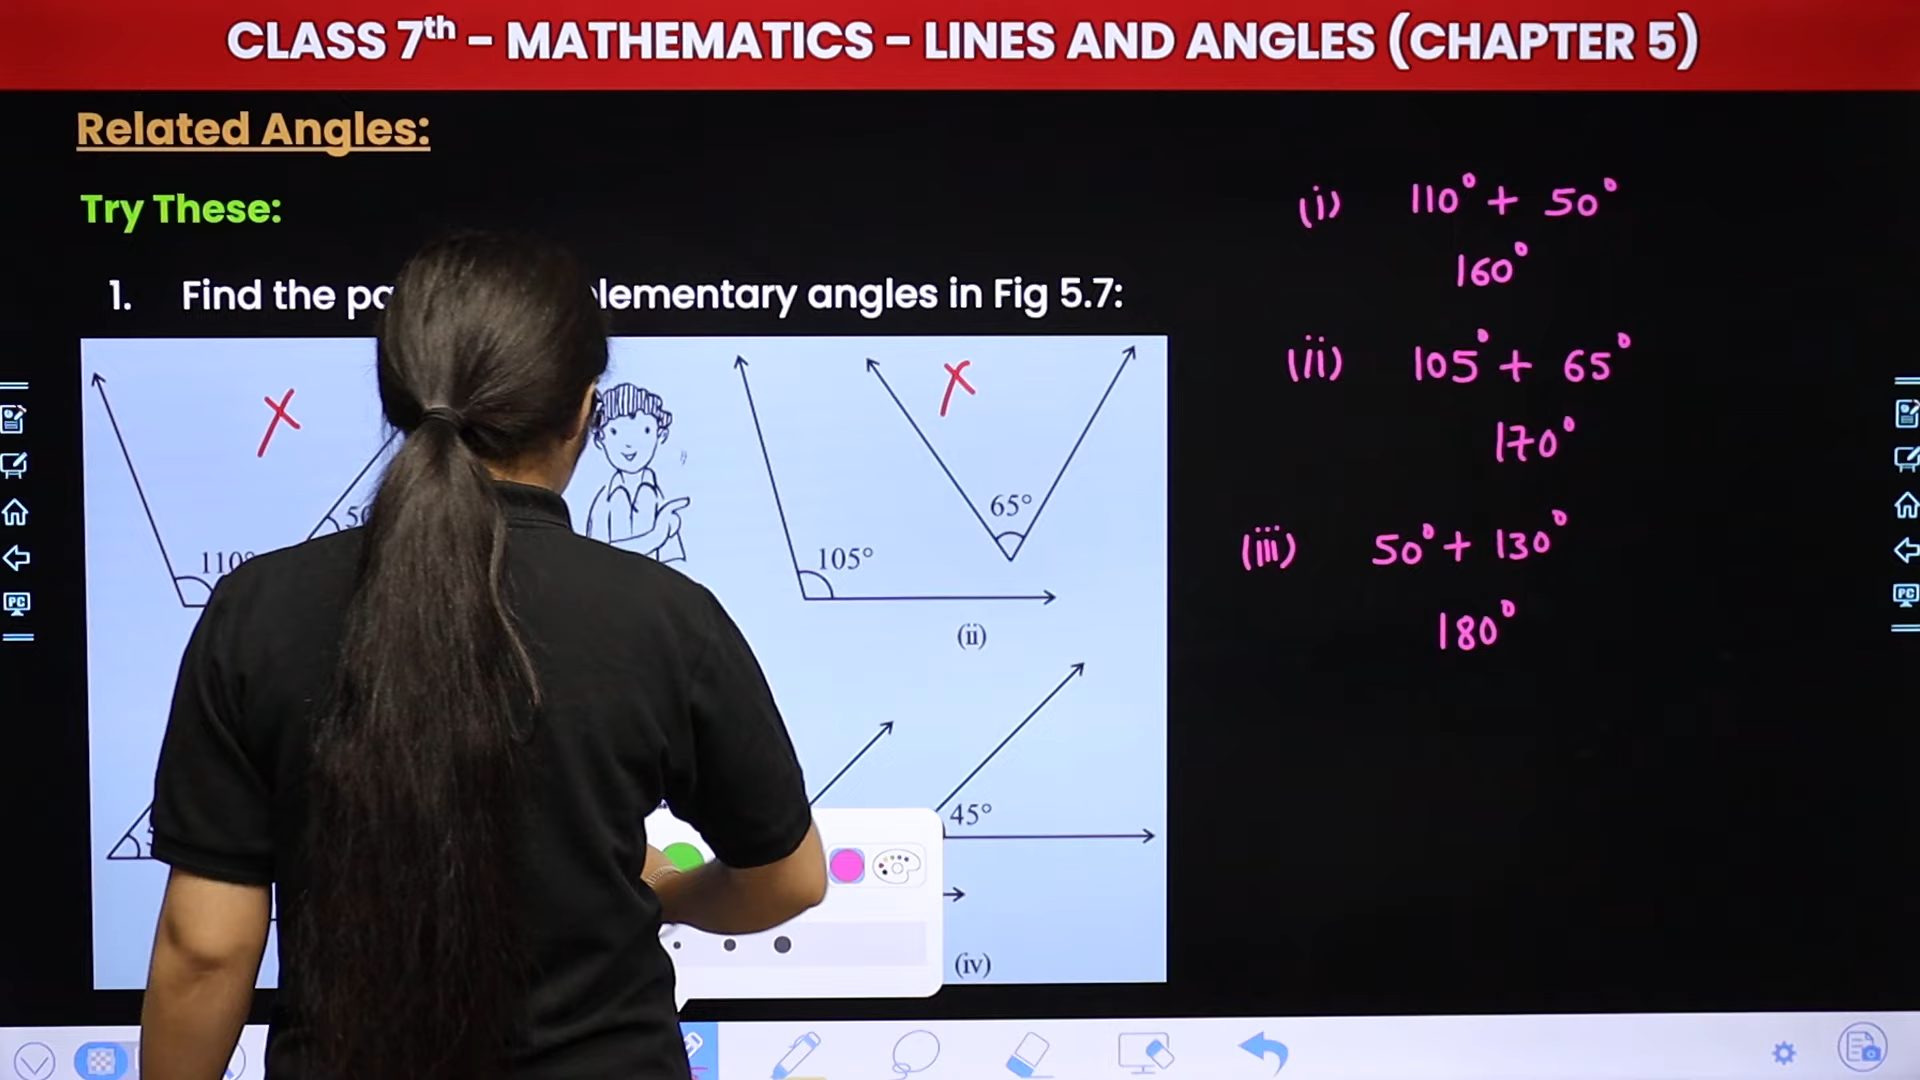 CLASS 7th - MATHEMATICS - LINES AND ANGLES (CHAPTER 5)
Related Angles:
Try These:
1. Find the lementary angles in Fig 5.7:
110°
105°
65°
(ii)
45°
(iv)
(i) 110° + 50°
160°
(ii) 105° + 65°
170°
(iii) 50° + 130°
180°
PC
PC